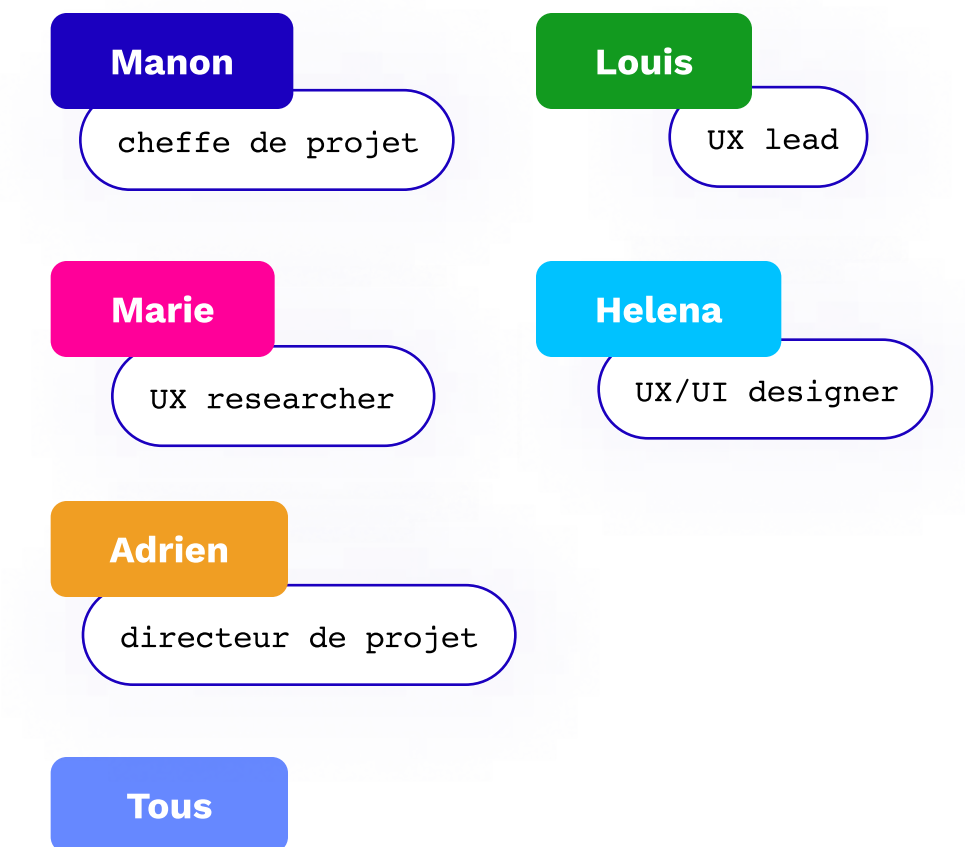 Manon
cheffe de projet
Louis
UX lead
Marie
UX researcher
Helena
UX/UI designer
Adrien
directeur de projet
Tous